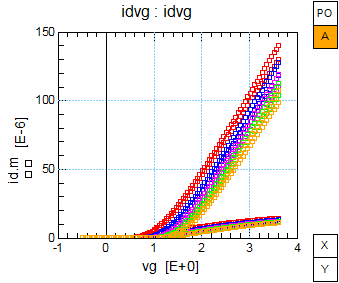 idvg : idvg
PO
A
150
100
50
0
id.m [E-6]
-1 0 1 2 3 4
vg [E+0]
X
Y